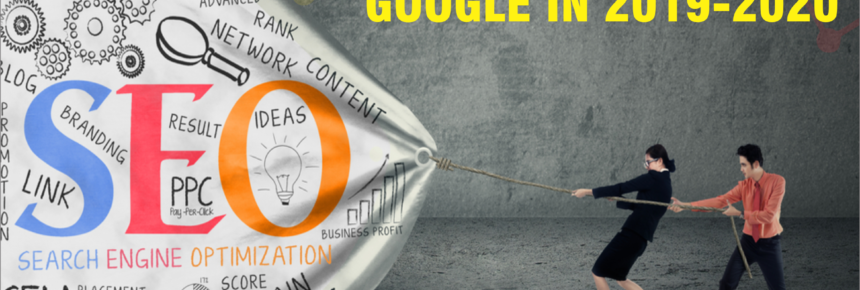 GOOGLE IN 2019-2020
ADVANCED
RANK
NETWORK
CONTENT
BLOG
PROMOTION
SEO
BRANDING
RESULT
IDEAS
LINK
PPC
Pay-Per-Click
BUSINESS PROFIT
SEARCH ENGINE OPTIMIZATION
PLACEMENT
SCORE